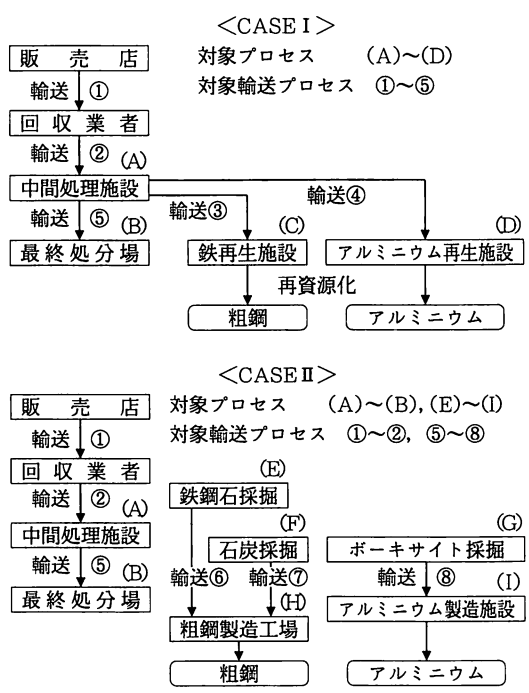 <CASE I>
対象プロセス (A)～(D)
対象輸送プロセス ①～⑤
販売店
輸送 ①
回収業者
輸送 ② (A)
中間処理施設
輸送③
輸送④
輸送 ⑤ (B)
(C)
(D)
最終処分場
鉄再生施設
アルミニウム再生施設
再資源化
粗鋼
アルミニウム
<CASE Ⅱ>
対象プロセス (A)～(B), (E)～(I)
対象輸送プロセス ①～②, ⑤～⑧
販売店
輸送 ①
回収業者
輸送 ② (A)
中間処理施設
輸送 ⑤ (B)
最終処分場
(E)
鉄鋼石採掘
(F)
石炭採掘
輸送⑥
輸送⑦
(H)
粗鋼製造工場
粗鋼
(G)
ボーキサイト採掘
輸送 ⑧
(I)
アルミニウム製造施設
アルミニウム